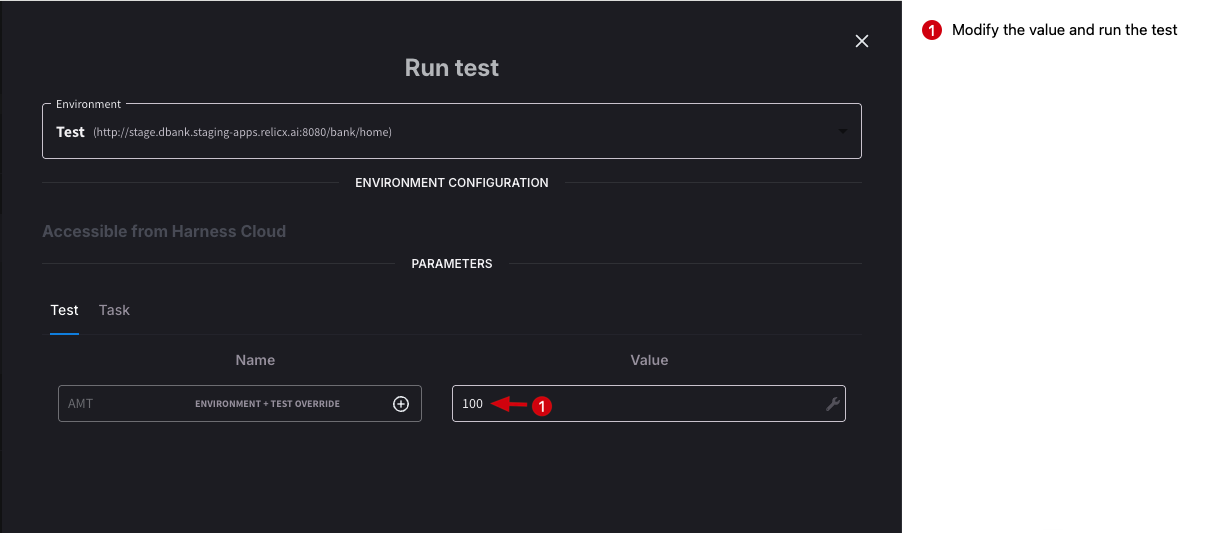 Run test
Environment
Test (http://stage.dbank.staging-apps.relicx.ai:8080/bank/home)
ENVIRONMENT CONFIGURATION
Accessible from Harness Cloud
PARAMETERS
Test Task
Name Value
AMT ENVIRONMENT + TEST OVERRIDE 100 1
1 Modify the value and run the test